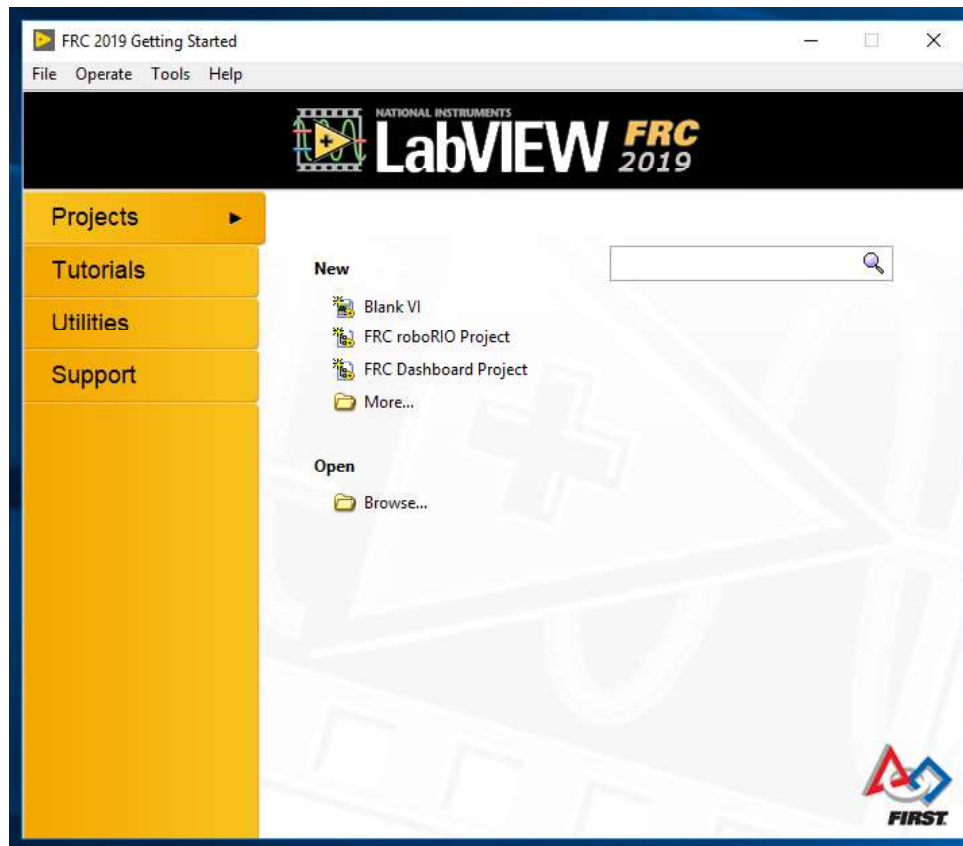 FRC 2019 Getting Started
File Operate Tools Help
NATIONAL INSTRUMENTS
LabVIEW FRC 2019
Projects
Tutorials
Utilities
Support
New
Blank VI
FRC roboRIO Project
FRC Dashboard Project
More...
Open
Browse...
FIRST